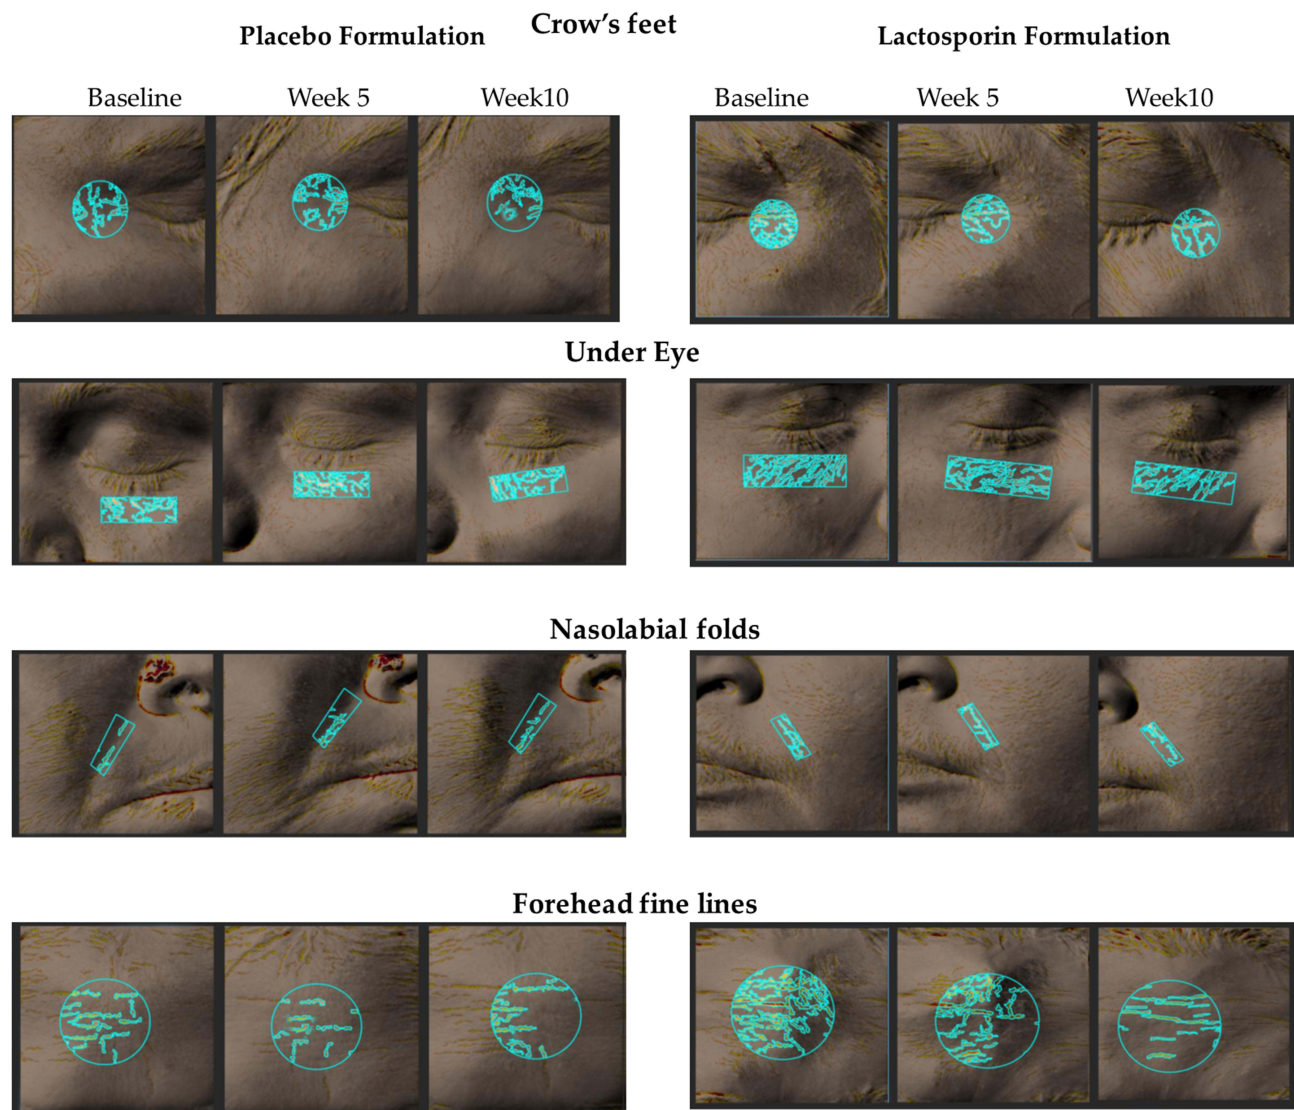 Crow's feet
Placebo Formulation
Lactosporin Formulation
Baseline
Week 5
Week10
Baseline
Week 5
Week10
Under Eye
Nasolabial folds
Forehead fine lines